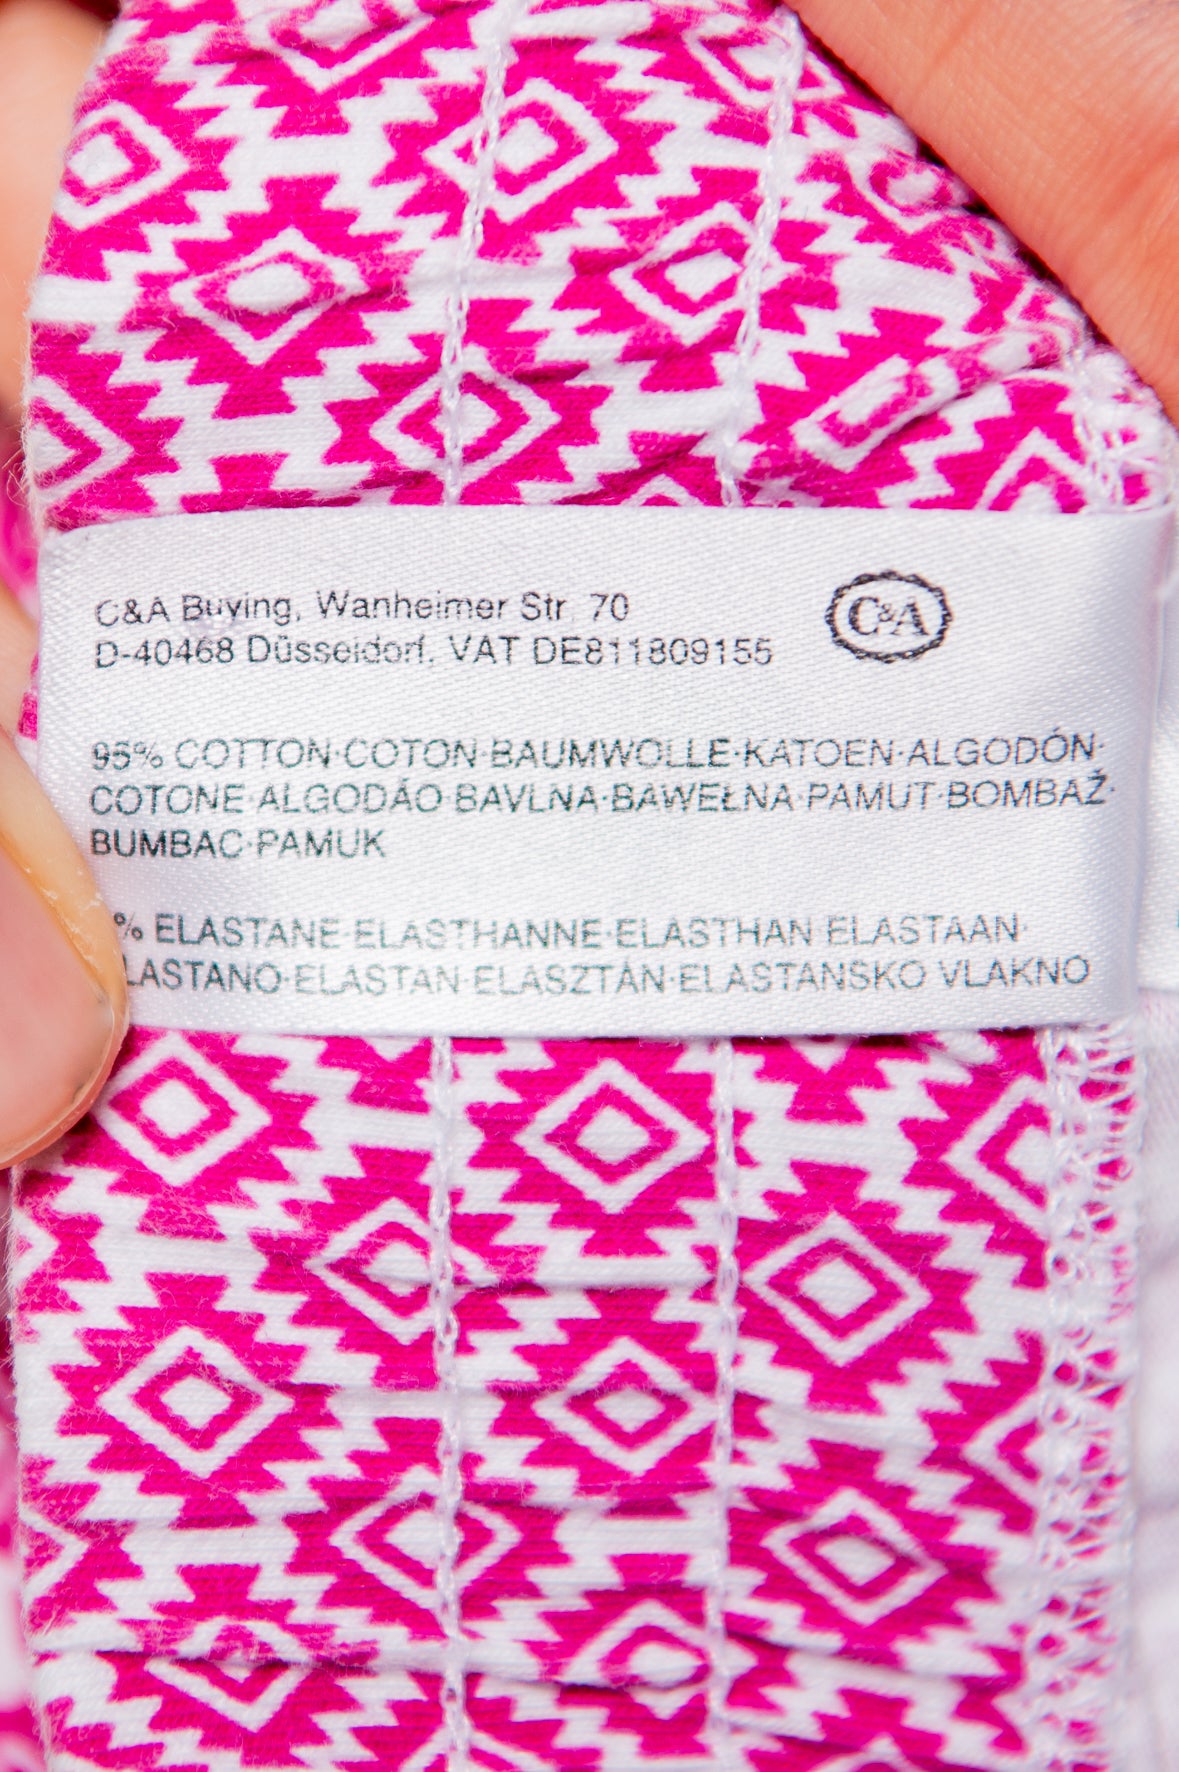 C&A Buying, Wanheimer Str. 70
D-40468 Düsseldorf, VAT DE811809155
C&A
95% COTTON·COTON·BAUMWOLLE·KATOEN·ALGODÓN·
COTONE·ALGODÁO·BAVLNA·BAWEŁNA·PAMUT·BOMBAŽ·
BUMBAC·PAMUK
% ELASTANE·ELASTHANNE·ELASTHAN ELASTAAN·
LASTANO·ELASTAN·ELASZTÁN·ELASTANSKO VLAKNO